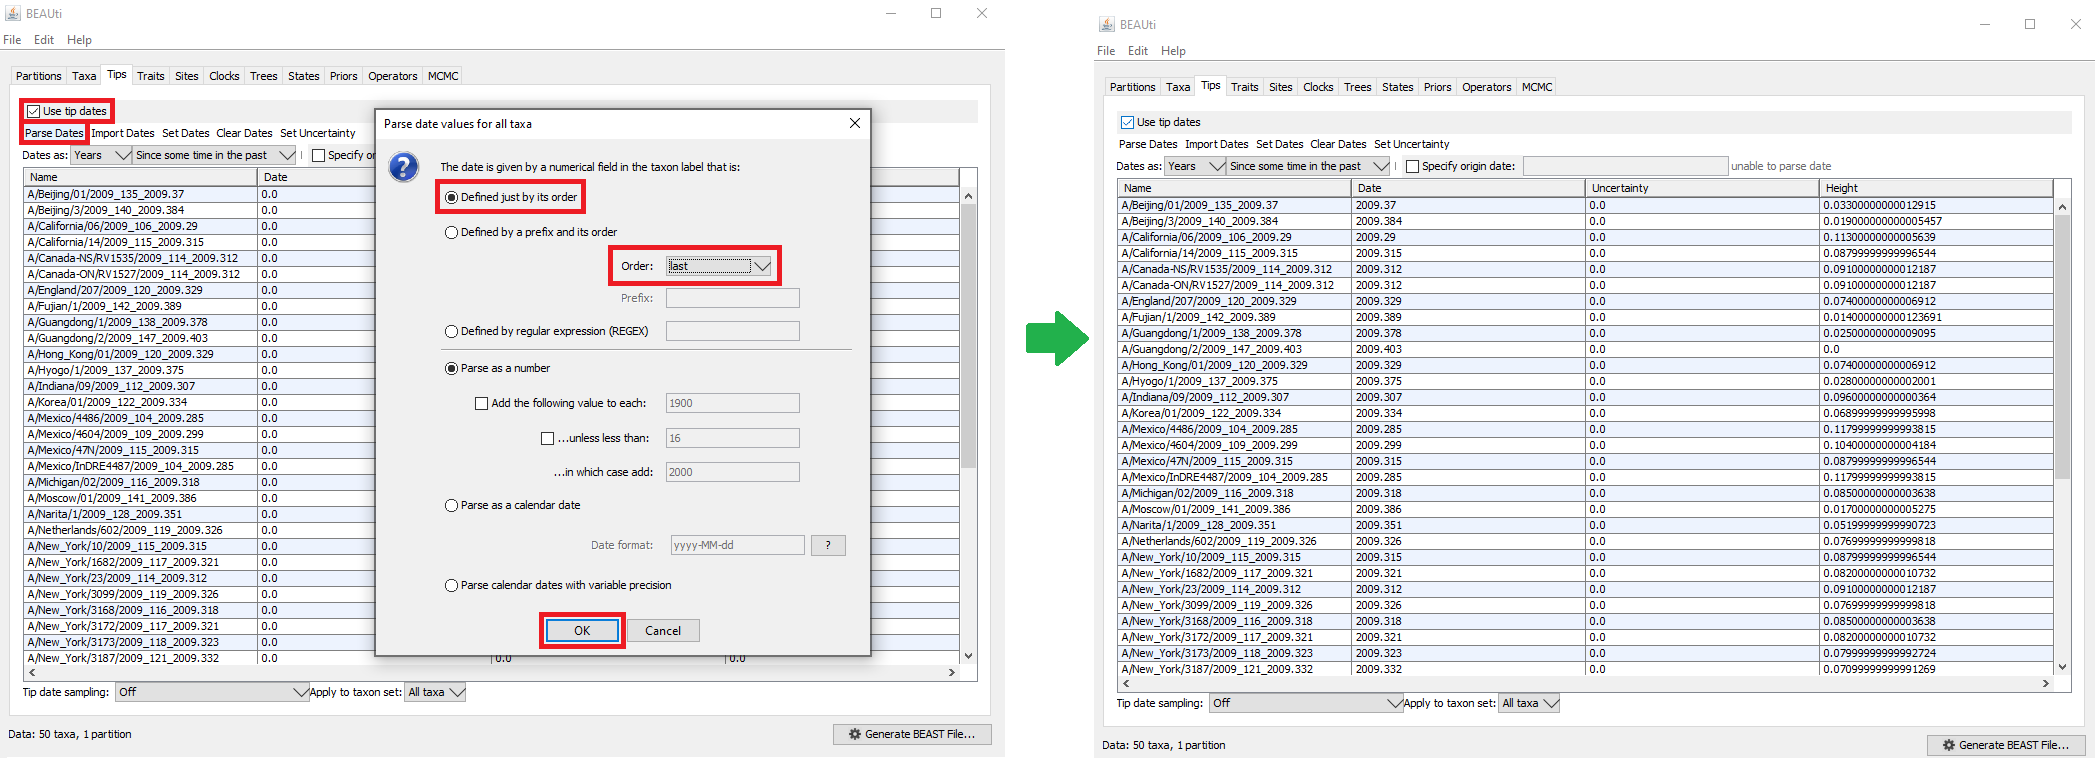 BEAUti
File Edit Help
Partitions Taxa Tips Traits Sites Clocks Trees States Priors Operators MCMC
Use tip dates
Parse Dates Import Dates Set Dates Clear Dates Set Uncertainty
Dates as: Years Since some time in the past Specify or
Name Date
A/Beijing/01/2009_135_2009.37 0.0
A/Beijing/3/2009_140_2009.384 0.0
A/California/06/2009_106_2009.29 0.0
A/California/14/2009_115_2009.315 0.0
A/Canada-NS/RV1535/2009_114_2009.312 0.0
A/Canada-ON/RV1527/2009_114_2009.312 0.0
A/England/207/2009_120_2009.329 0.0
A/Fujian/1/2009_142_2009.389 0.0
A/Guangdong/1/2009_138_2009.378 0.0
A/Guangdong/2/2009_147_2009.403 0.0
A/Hong_Kong/01/2009_120_2009.329 0.0
A/Hyogo/1/2009_137_2009.375 0.0
A/Indiana/09/2009_112_2009.307 0.0
A/Korea/01/2009_122_2009.334 0.0
A/Mexico/4486/2009_104_2009.285 0.0
A/Mexico/4604/2009_109_2009.299 0.0
A/Mexico/47N/2009_115_2009.315 0.0
A/Mexico/InDRE4487/2009_104_2009.285 0.0
A/Michigan/02/2009_116_2009.318 0.0
A/Moscow/01/2009_141_2009.386 0.0
A/Narita/1/2009_128_2009.351 0.0
A/Netherlands/602/2009_119_2009.326 0.0
A/New_York/10/2009_115_2009.315 0.0
A/New_York/1682/2009_117_2009.321 0.0
A/New_York/23/2009_114_2009.312 0.0
A/New_York/3099/2009_119_2009.326 0.0
A/New_York/3168/2009_116_2009.318 0.0
A/New_York/3172/2009_117_2009.321 0.0
A/New_York/3173/2009_118_2009.323 0.0
A/New_York/3187/2009_121_2009.332 0.0 0.0 0.0
Tip date sampling: Off Apply to taxon set: All taxa
Data: 50 taxa, 1 partition
Generate BEAST File...
Parse date values for all taxa
?
The date is given by a numerical field in the taxon label that is:
Defined just by its order
Defined by a prefix and its order
Order: last
Prefix:
Defined by regular expression (REGEX)
Parse as a number
Add the following value to each: 1900
...unless less than: 16
...in which case add: 2000
Parse as a calendar date
Date format: yyyy-MM-dd ?
Parse calendar dates with variable precision
OK Cancel
BEAUti
File Edit Help
Partitions Taxa Tips Traits Sites Clocks Trees States Priors Operators MCMC
Use tip dates
Parse Dates Import Dates Set Dates Clear Dates Set Uncertainty
Dates as: Years Since some time in the past Specify origin date: unable to parse date
Name Date Uncertainty Height
A/Beijing/01/2009_135_2009.37 2009.37 0.0 0.03300000000012915
A/Beijing/3/2009_140_2009.384 2009.384 0.0 0.019000000000005457
A/California/06/2009_106_2009.29 2009.29 0.0 0.11300000000005639
A/California/14/2009_115_2009.315 2009.315 0.0 0.08799999999996544
A/Canada-NS/RV1535/2009_114_2009.312 2009.312 0.0 0.09100000000012187
A/Canada-ON/RV1527/2009_114_2009.312 2009.312 0.0 0.09100000000012187
A/England/207/2009_120_2009.329 2009.329 0.0 0.07400000000006912
A/Fujian/1/2009_142_2009.389 2009.389 0.0 0.014000000000123691
A/Guangdong/1/2009_138_2009.378 2009.378 0.0 0.02500000000009095
A/Guangdong/2/2009_147_2009.403 2009.403 0.0 0.0
A/Hong_Kong/01/2009_120_2009.329 2009.329 0.0 0.07400000000006912
A/Hyogo/1/2009_137_2009.375 2009.375 0.0 0.02800000000002001
A/Indiana/09/2009_112_2009.307 2009.307 0.0 0.09600000000000364
A/Korea/01/2009_122_2009.334 2009.334 0.0 0.06899999999995998
A/Mexico/4486/2009_104_2009.285 2009.285 0.0 0.11799999999993815
A/Mexico/4604/2009_109_2009.299 2009.299 0.0 0.10400000000004184
A/Mexico/47N/2009_115_2009.315 2009.315 0.0 0.08799999999996544
A/Mexico/InDRE4487/2009_104_2009.285 2009.285 0.0 0.11799999999993815
A/Michigan/02/2009_116_2009.318 2009.318 0.0 0.08500000000003638
A/Moscow/01/2009_141_2009.386 2009.386 0.0 0.01700000000005275
A/Narita/1/2009_128_2009.351 2009.351 0.0 0.05199999999990723
A/Netherlands/602/2009_119_2009.326 2009.326 0.0 0.07699999999999818
A/New_York/10/2009_115_2009.315 2009.315 0.0 0.08799999999996544
A/New_York/1682/2009_117_2009.321 2009.321 0.0 0.08200000000010732
A/New_York/23/2009_114_2009.312 2009.312 0.0 0.09100000000012187
A/New_York/3099/2009_119_2009.326 2009.326 0.0 0.07699999999999818
A/New_York/3168/2009_116_2009.318 2009.318 0.0 0.08500000000003638
A/New_York/3172/2009_117_2009.321 2009.321 0.0 0.08200000000010732
A/New_York/3173/2009_118_2009.323 2009.323 0.0 0.07999999999992724
A/New_York/3187/2009_121_2009.332 2009.332 0.0 0.07099999999991269
Tip date sampling: Off Apply to taxon set: All taxa
Data: 50 taxa, 1 partition
Generate BEAST File...